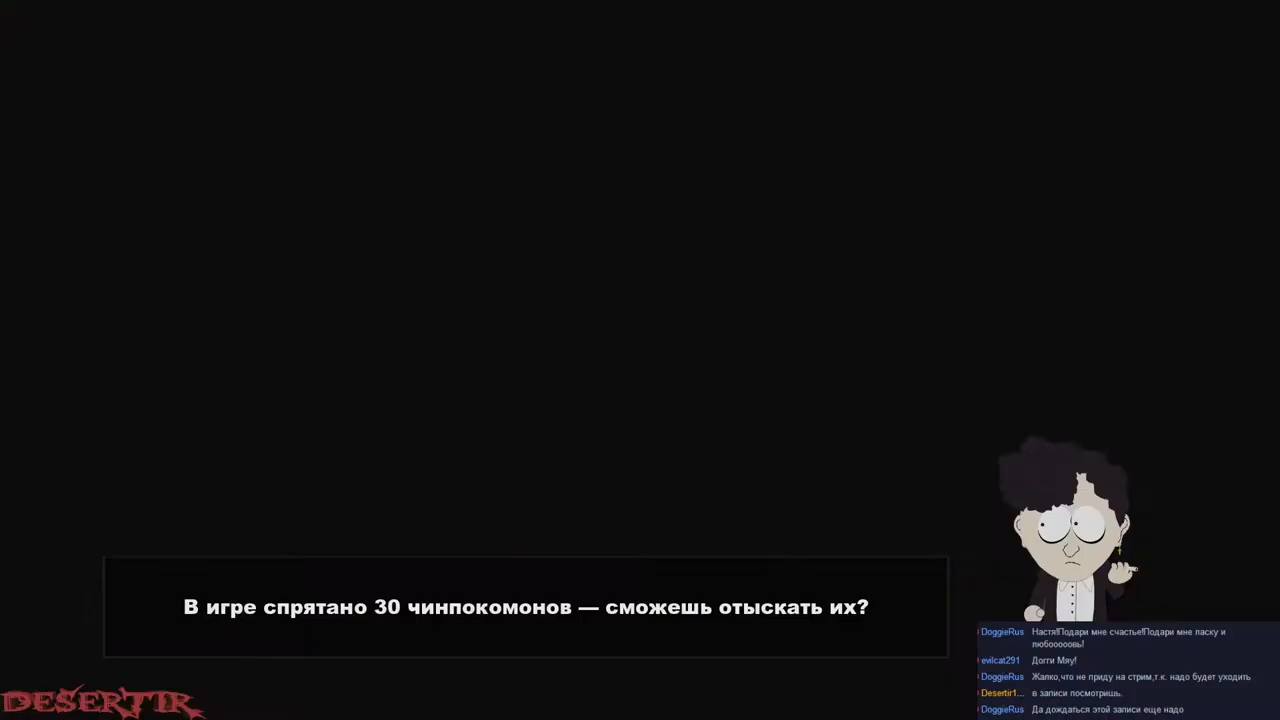 В игре спрятано 30 чинпокомонов — сможешь отыскать их?
DoggieRus Настя!Подари мне счастье!Подари мне ласку и
любоооовь!
evilcat291 Догги Мяу!
DoggieRus Жалко,что не приду на стрим,т.к. надо будет уходить
Desertir1... в записи посмотришь.
DoggieRus Да дождаться этой записи еще надо
DESERTIR